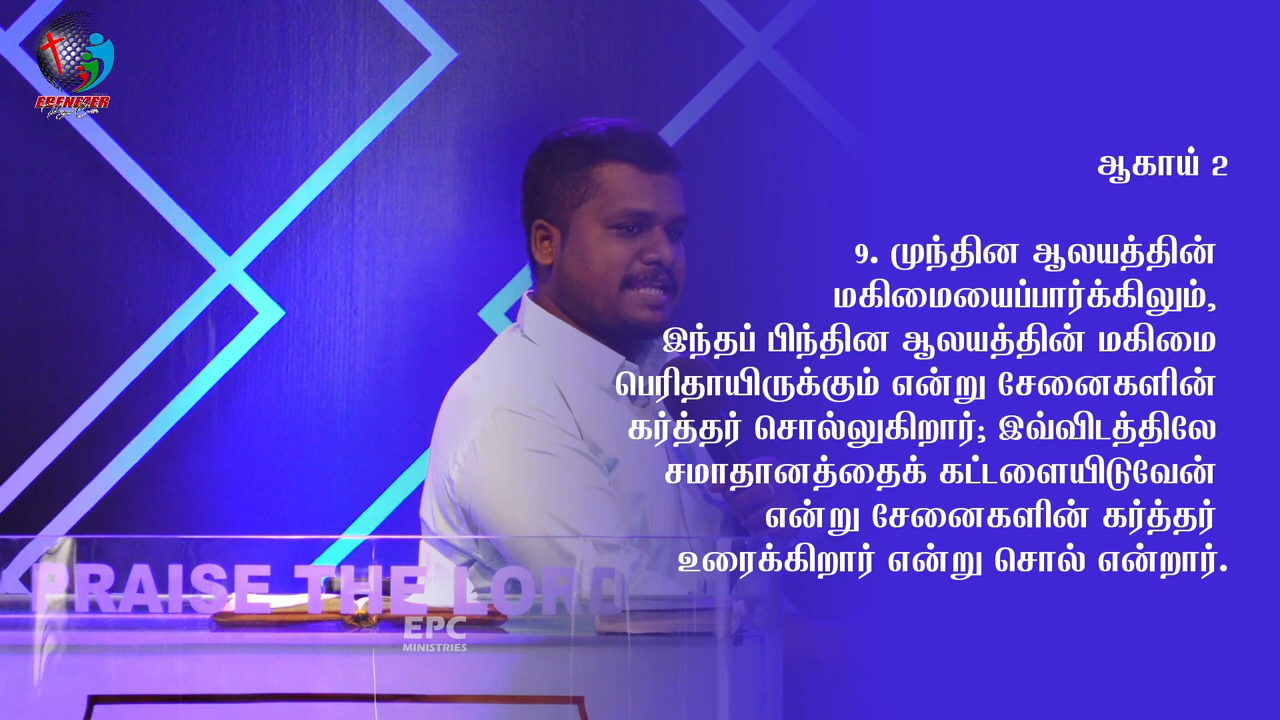 EBENEZER
ஆகாய் 2
9. முந்தின ஆலயத்தின்
மகிமையைப்பார்க்கிலும்,
இந்தப் பிந்தின ஆலயத்தின் மகிமை
பெரிதாயிருக்கும் என்று சேனைகளின்
கர்த்தர் சொல்லுகிறார்; இவ்விடத்திலே
சமாதானத்தைக் கட்டளையிடுவேன்
என்று சேனைகளின் கர்த்தர்
உரைக்கிறார் என்று சொல் என்றார்.
PRAISE THE LORD
EPC
MINISTRIES